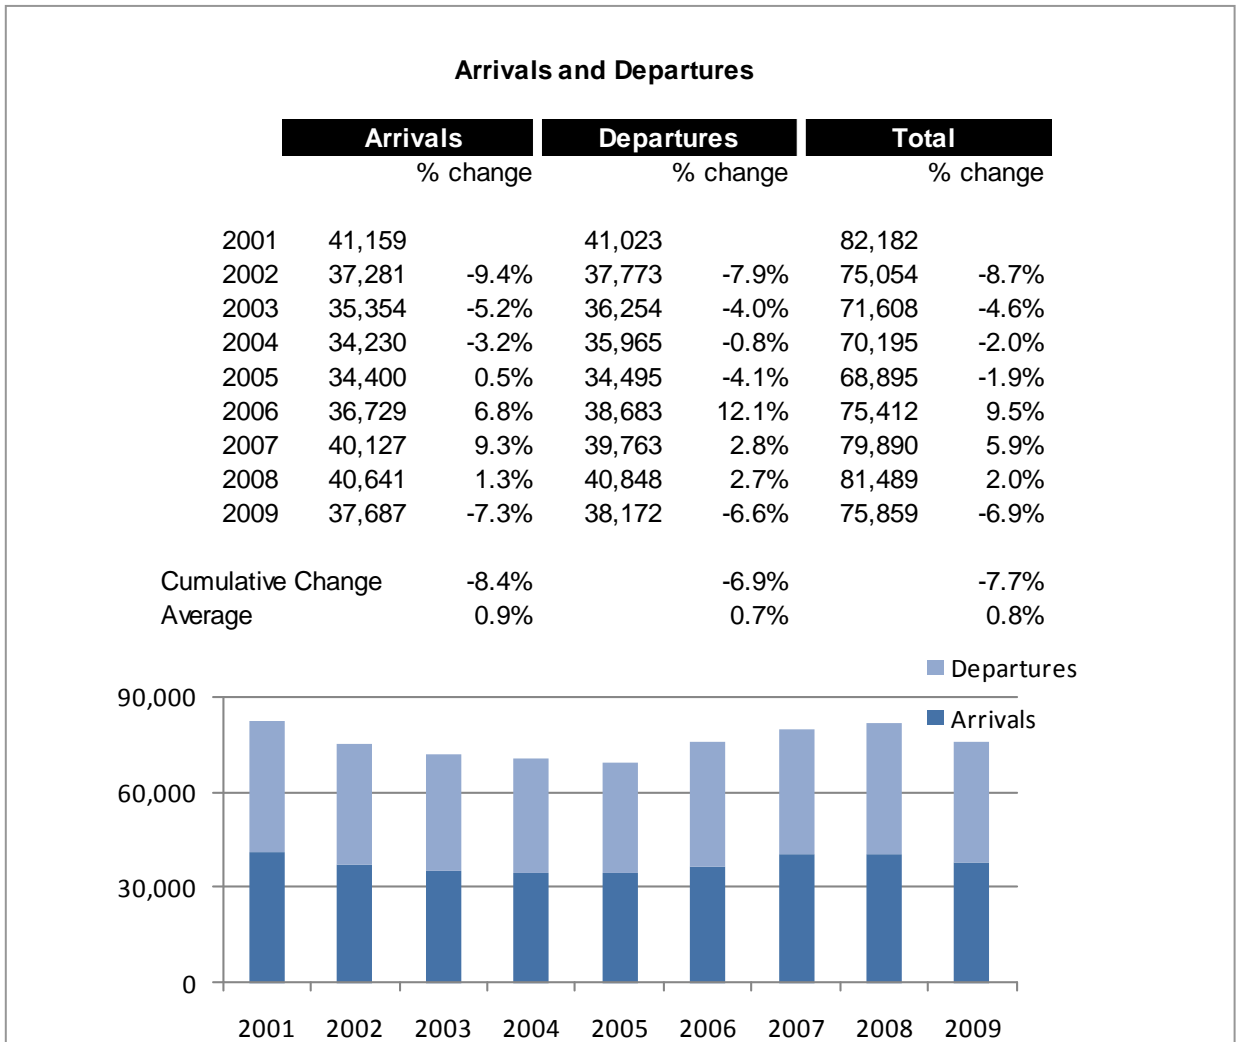 Arrivals and Departures
Arrivals Departures Total
% change % change % change
2001 41,159 41,023 82,182
2002 37,281 -9.4% 37,773 -7.9% 75,054 -8.7%
2003 35,354 -5.2% 36,254 -4.0% 71,608 -4.6%
2004 34,230 -3.2% 35,965 -0.8% 70,195 -2.0%
2005 34,400 0.5% 34,495 -4.1% 68,895 -1.9%
2006 36,729 6.8% 38,683 12.1% 75,412 9.5%
2007 40,127 9.3% 39,763 2.8% 79,890 5.9%
2008 40,641 1.3% 40,848 2.7% 81,489 2.0%
2009 37,687 -7.3% 38,172 -6.6% 75,859 -6.9%
Cumulative Change -8.4% -6.9% -7.7%
Average 0.9% 0.7% 0.8%
Departures
90,000
Arrivals
60,000
30,000
0
2001 2002 2003 2004 2005 2006 2007 2008 2009